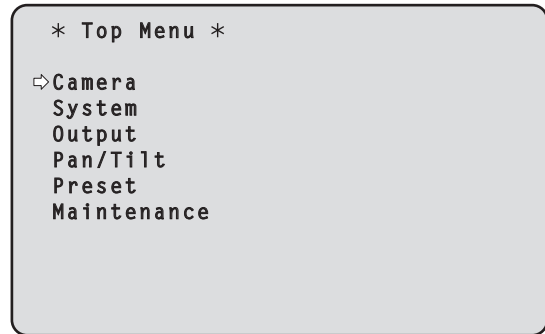 * Top Menu *
⇨Camera
System
Output
Pan/Tilt
Preset
Maintenance